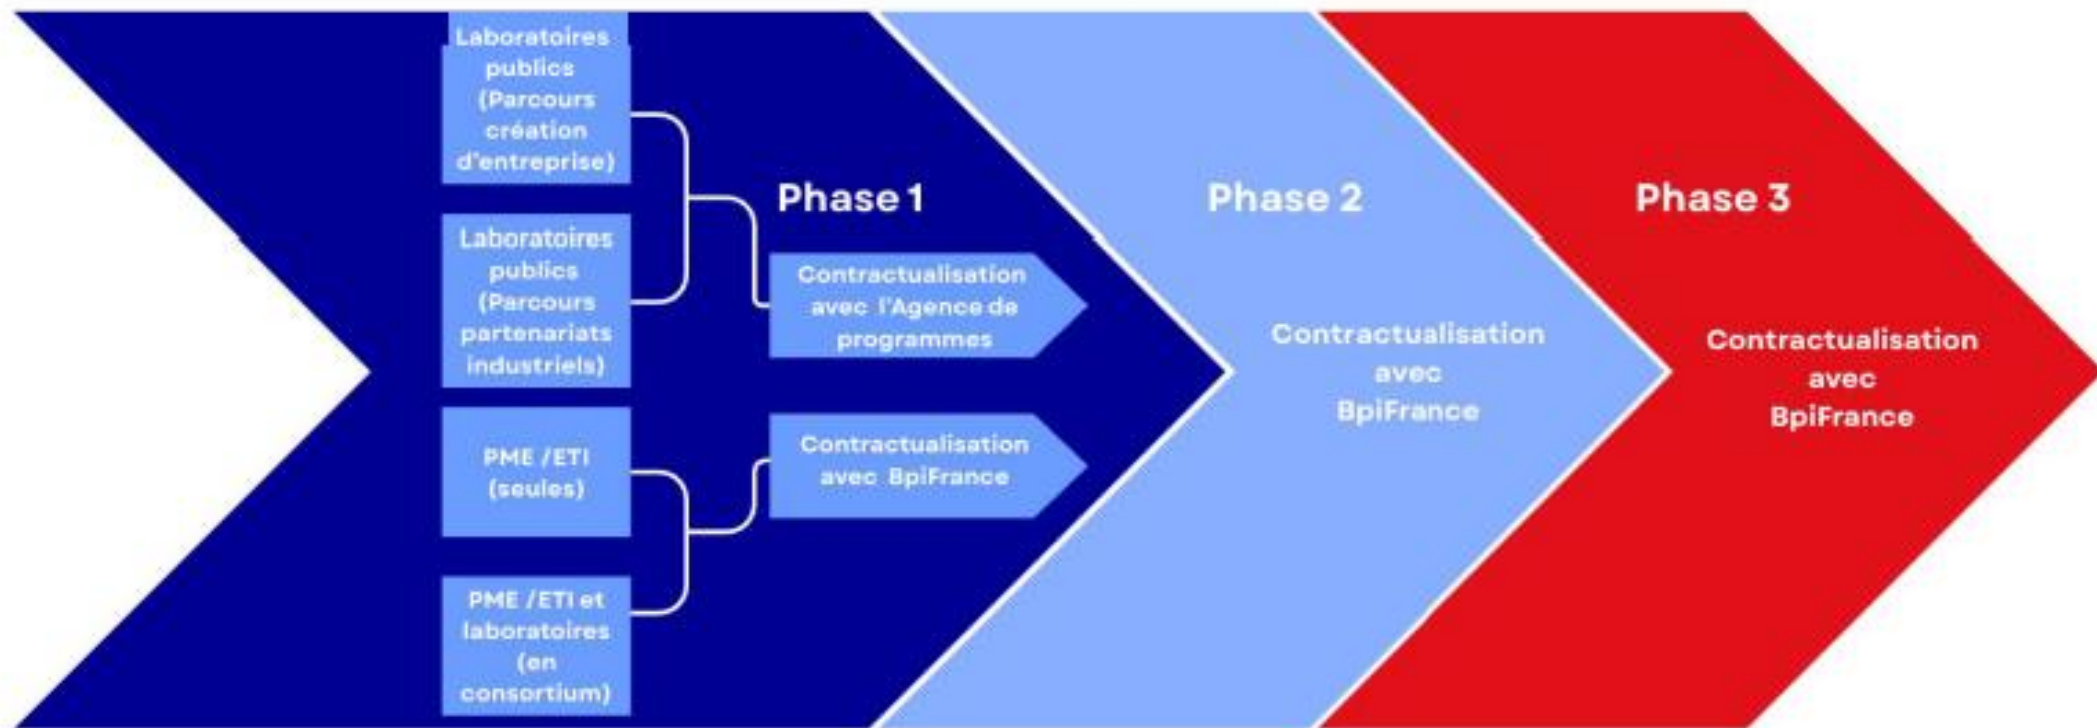 Laboratoires
publics
(Parcours
création
d'entreprise)
Laboratoires
publics
(Parcours
partenariats
industriels)
PME /ETI
(seules)
PME /ETI et
laboratoires
(en
consortium)
Phase 1
Contractualisation
avec l'Agence de
programmes
Contractualisation
avec BpiFrance
Phase 2
Contractualisation
avec
BpiFrance
Phase 3
Contractualisation
avec
BpiFrance